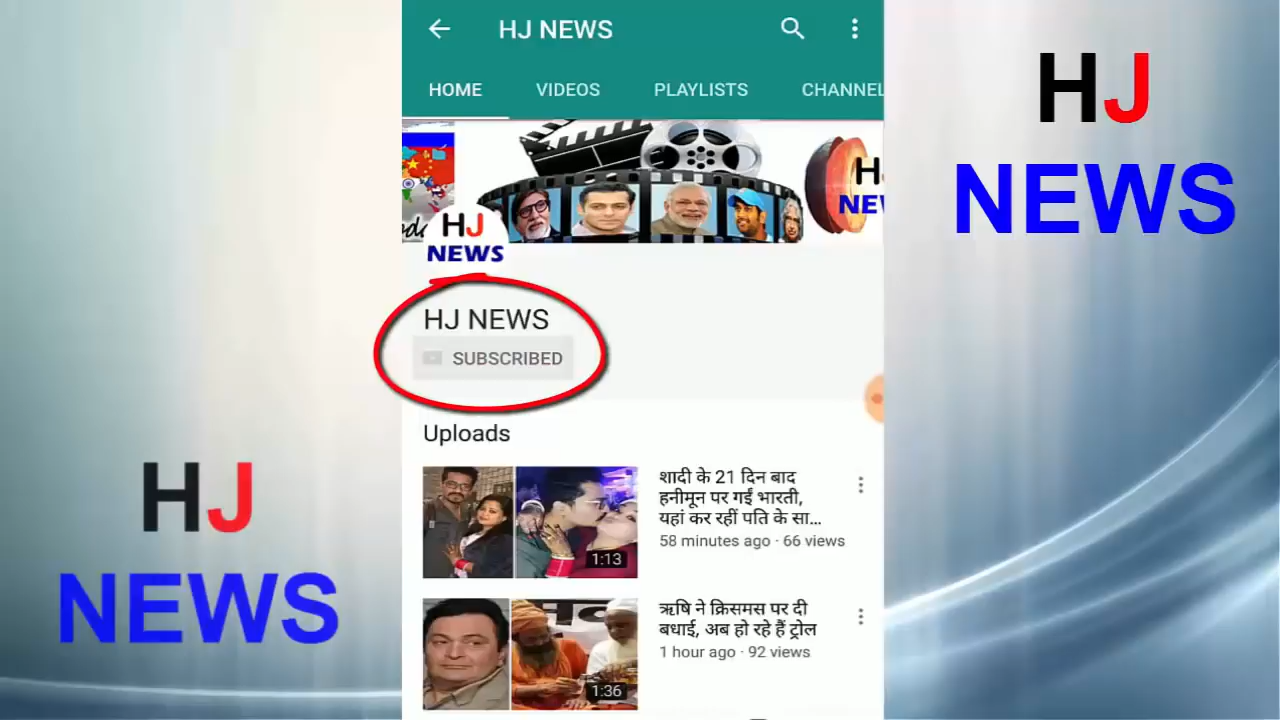 HJ NEWS
HOME VIDEOS PLAYLISTS CHANNEL
HJ
NEWS
HJ
NEWS
HJ NEWS
SUBSCRIBED
Uploads
शादी के 21 दिन बाद
हनीमून पर गईं भारती,
यहां कर रहीं पति के सा...
58 minutes ago · 66 views
1:13
ऋषि ने क्रिसमस पर दी
बधाई, अब हो रहे हैं ट्रोल
1 hour ago · 92 views
1:36
HJ
NEWS